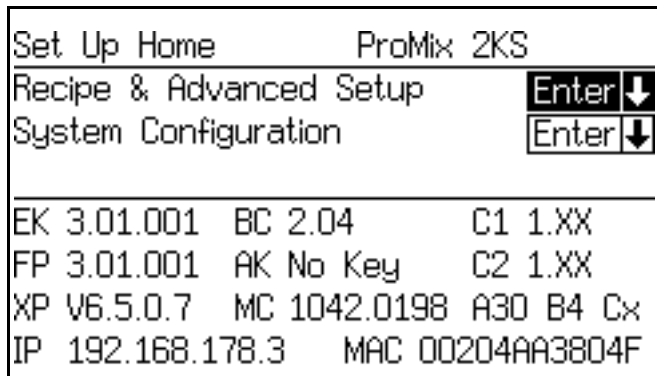 Set Up Home ProMix 2KS
Recipe & Advanced Setup Enter
System Configuration Enter
EK 3.01.001 BC 2.04 C1 1.XX
FP 3.01.001 AK No Key C2 1.XX
XP V6.5.0.7 MC 1042.0198 A30 B4 Cx
IP 192.168.178.3 MAC 00204AA3804F